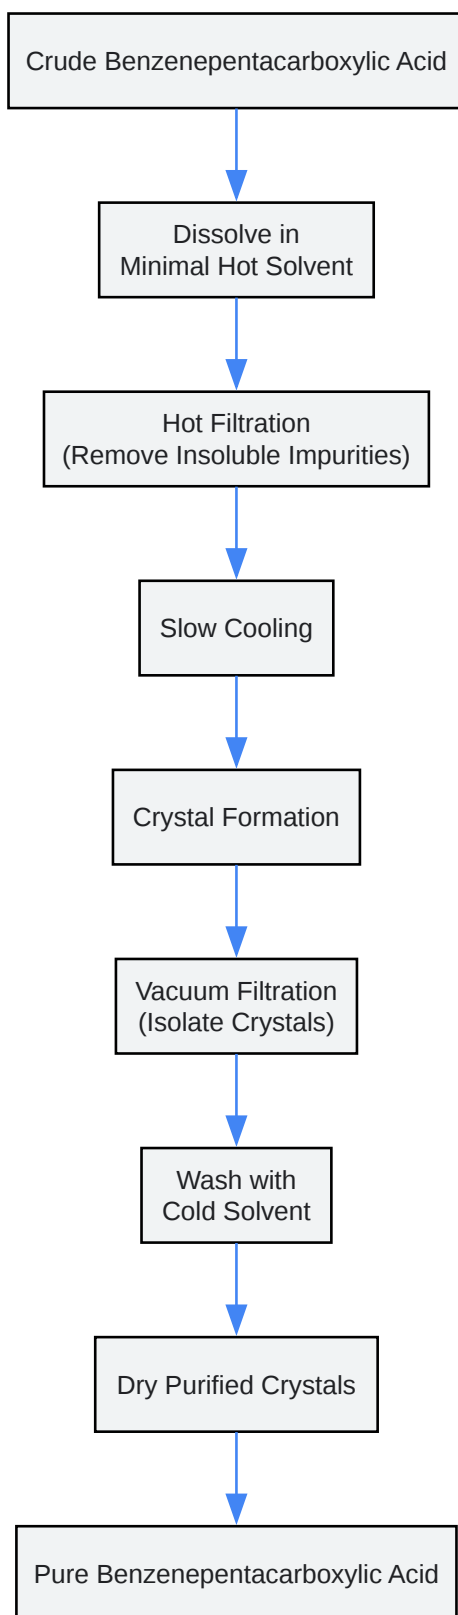 Crude Benzenepentacarboxylic Acid
Dissolve in
Minimal Hot Solvent
Hot Filtration
(Remove Insoluble Impurities)
Slow Cooling
Crystal Formation
Vacuum Filtration
(Isolate Crystals)
Wash with
Cold Solvent
Dry Purified Crystals
Pure Benzenepentacarboxylic Acid